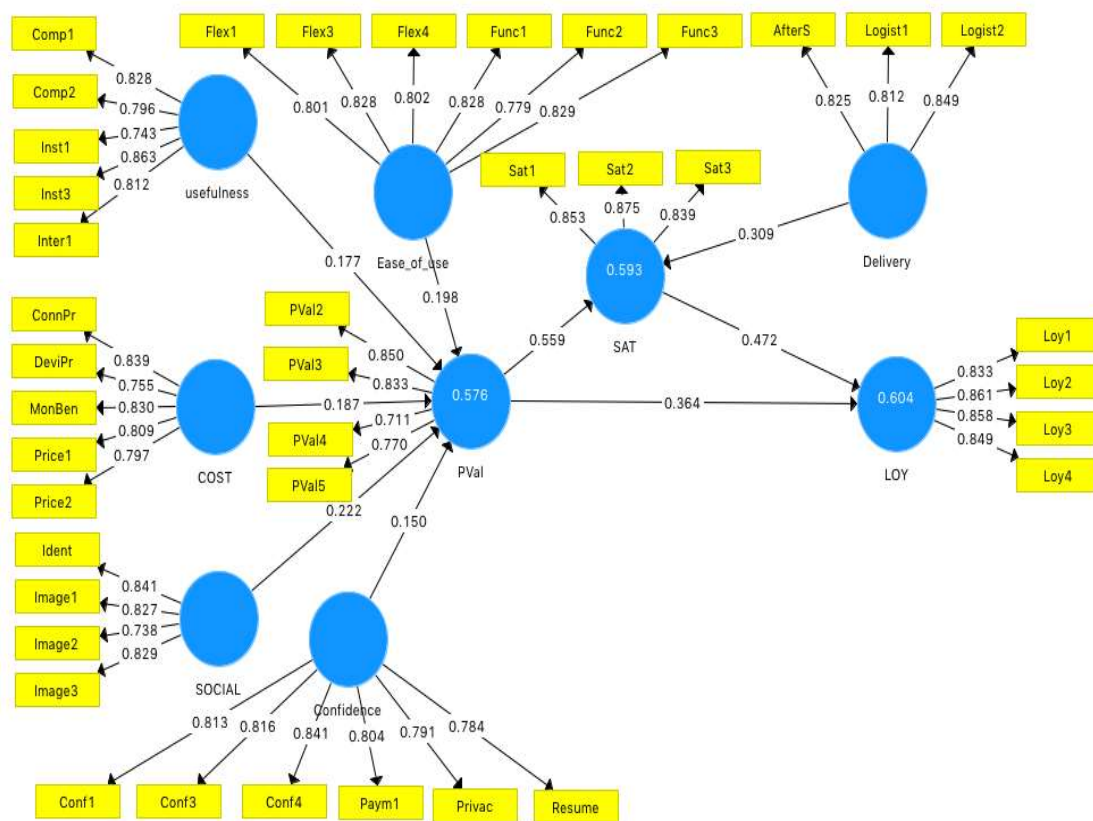 Comp1
Comp2
Inst1
Inst3
Inter1
0.828
0.796
0.743
0.863
0.812
usefulness
Flex1
Flex3
Flex4
Func1
Func2
Func3
0.801
0.828
0.802
0.828
0.779
0.829
Ease_of_use
AfterS
Logist1
Logist2
0.825
0.812
0.849
Delivery
Sat1
Sat2
Sat3
0.853
0.875
0.839
0.593
SAT
0.309
0.177
0.198
0.559
0.472
ConnPr
DeviPr
MonBen
Price1
Price2
0.839
0.755
0.830
0.809
0.797
COST
0.187
PVal2
PVal3
PVal4
PVal5
0.850
0.833
0.711
0.770
0.576
PVal
0.364
0.604
LOY
Loy1
Loy2
Loy3
Loy4
0.833
0.861
0.858
0.849
0.222
0.150
Ident
Image1
Image2
Image3
0.841
0.827
0.738
0.829
SOCIAL
Confidence
0.813
0.816
0.841
0.804
0.791
0.784
Conf1
Conf3
Conf4
Paym1
Privac
Resume